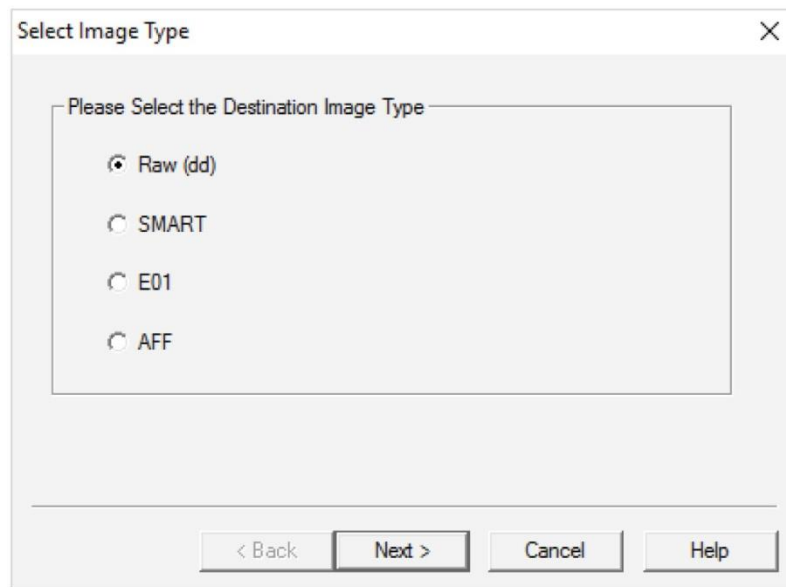 Select Image Type
Please Select the Destination Image Type
Raw (dd)
SMART
E01
AFF
< Back Next > Cancel Help